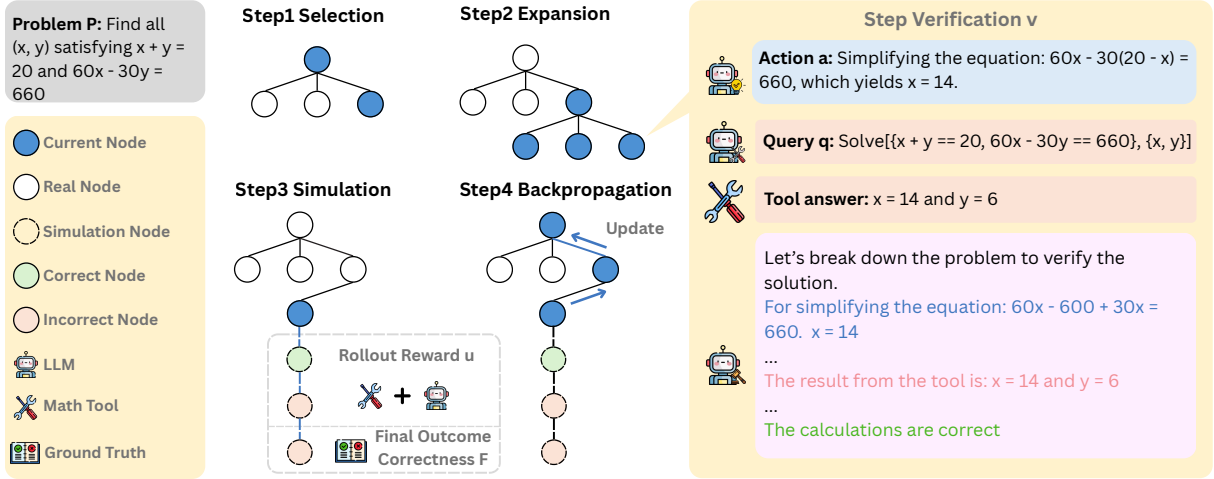 Problem P: Find all
(x, y) satisfying x + y =
20 and 60x - 30y =
660
Current Node
Real Node
Simulation Node
Correct Node
Incorrect Node
LLM
Math Tool
Ground Truth
Step1 Selection
Step2 Expansion
Step3 Simulation
Step4 Backpropagation
Update
Rollout Reward u
+
Final Outcome
Correctness F
Step Verification v
Action a: Simplifying the equation: 60x - 30(20 - x) =
660, which yields x = 14.
Query q: Solve[{x + y == 20, 60x - 30y == 660}, {x, y}]
Tool answer: x = 14 and y = 6
Let's break down the problem to verify the
solution.
For simplifying the equation: 60x - 600 + 30x =
660.  x = 14
...
The result from the tool is: x = 14 and y = 6
...
The calculations are correct